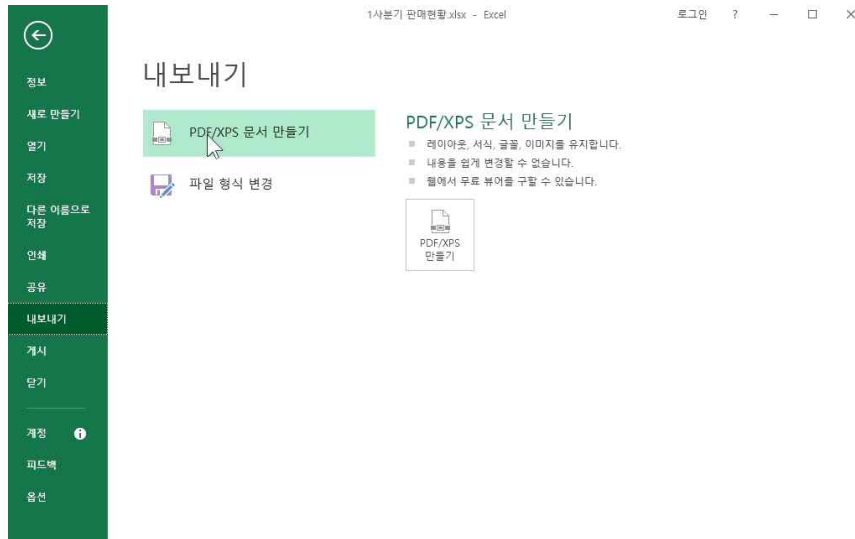 1사분기 판매현황.xlsx - Excel
로그인 ?
정보
새로 만들기
열기
저장
다른 이름으로
저장
인쇄
공유
내보내기
게시
닫기
계정
피드백
옵션
내보내기
PDF/XPS 문서 만들기
파일 형식 변경
PDF/XPS 문서 만들기
레이아웃, 서식, 글꼴, 이미지를 유지합니다.
내용을 쉽게 변경할 수 없습니다.
웹에서 무료 뷰어를 구할 수 있습니다.
PDF/XPS
만들기